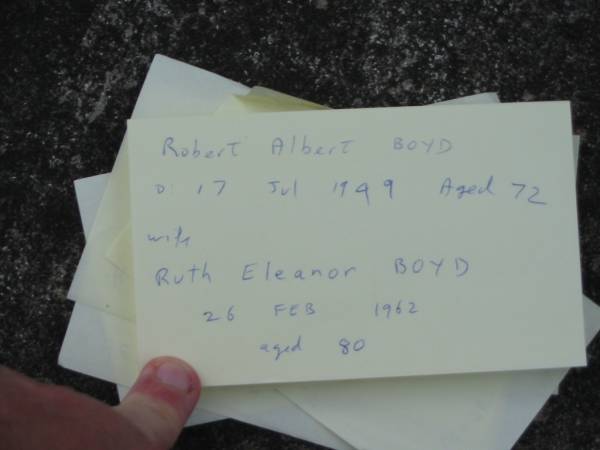 Robert Albert BOYD
D: 17 Jul 1949 Aged 72
wife
Ruth Eleanor BOYD
26 FEB 1962
aged 80